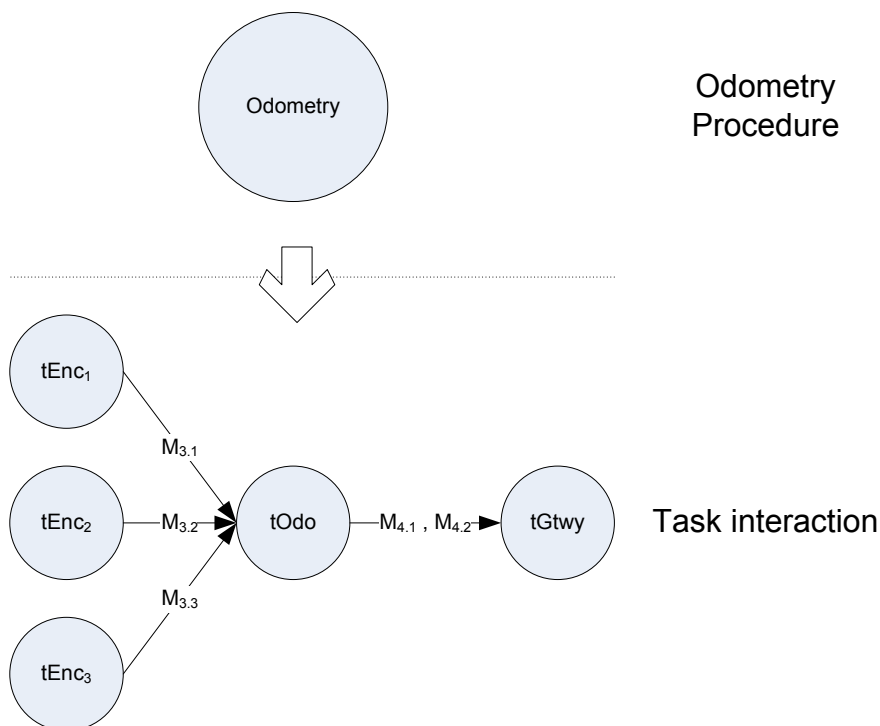 Odometry
Odometry
Procedure
tEnc₁
M₃.₁
tEnc₂
M₃.₂
tOdo
M₄.₁ , M₄.₂
tGtwy
Task interaction
M₃.₃
tEnc₃